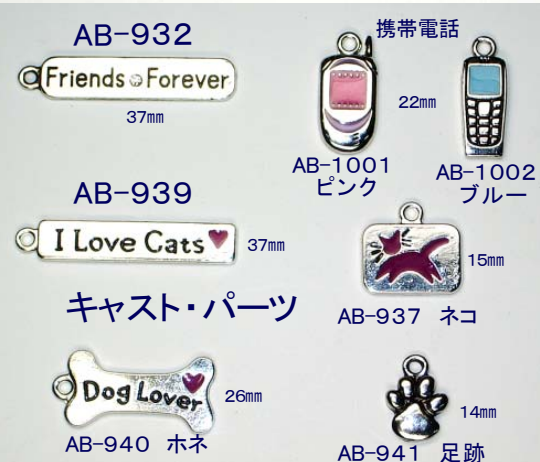 AB-932
Friends Forever
37mm
携帯電話
22mm
AB-1001
ピンク
AB-1002
ブルー
AB-939
I Love Cats
37mm
15mm
AB-937 ネコ
キャスト・パーツ
Dog Lover
26mm
AB-940 ホネ
14mm
AB-941 足跡